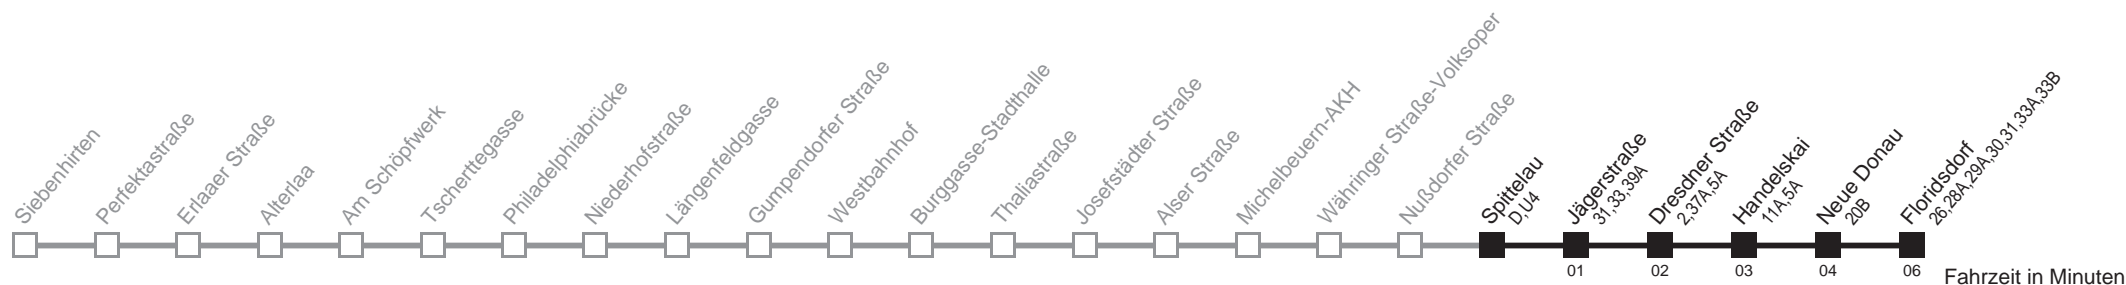 Siebenhirten
Perfektastraße
Erlaaer Straße
Alterlaa
Am Schöpfwerk
Tscherttegasse
Philadelphiabrücke
Niederhofstraße
Längenfeldgasse
Gumpendorfer Straße
Westbahnhof
Burggasse-Stadthalle
Thaliastraße
Josefstädter Straße
Alser Straße
Michelbeuern-AKH
Währinger Straße-Volksoper
Nußdorfer Straße
Spittelau
D,U4
Jägerstraße
31,33,39A
01
Dresdner Straße
2,37A,5A
02
Handelskai
11A,5A
03
Neue Donau
20B
04
Floridsdorf
26,28A,29A,30,31,33A,33B
06
Fahrzeit in Minuten